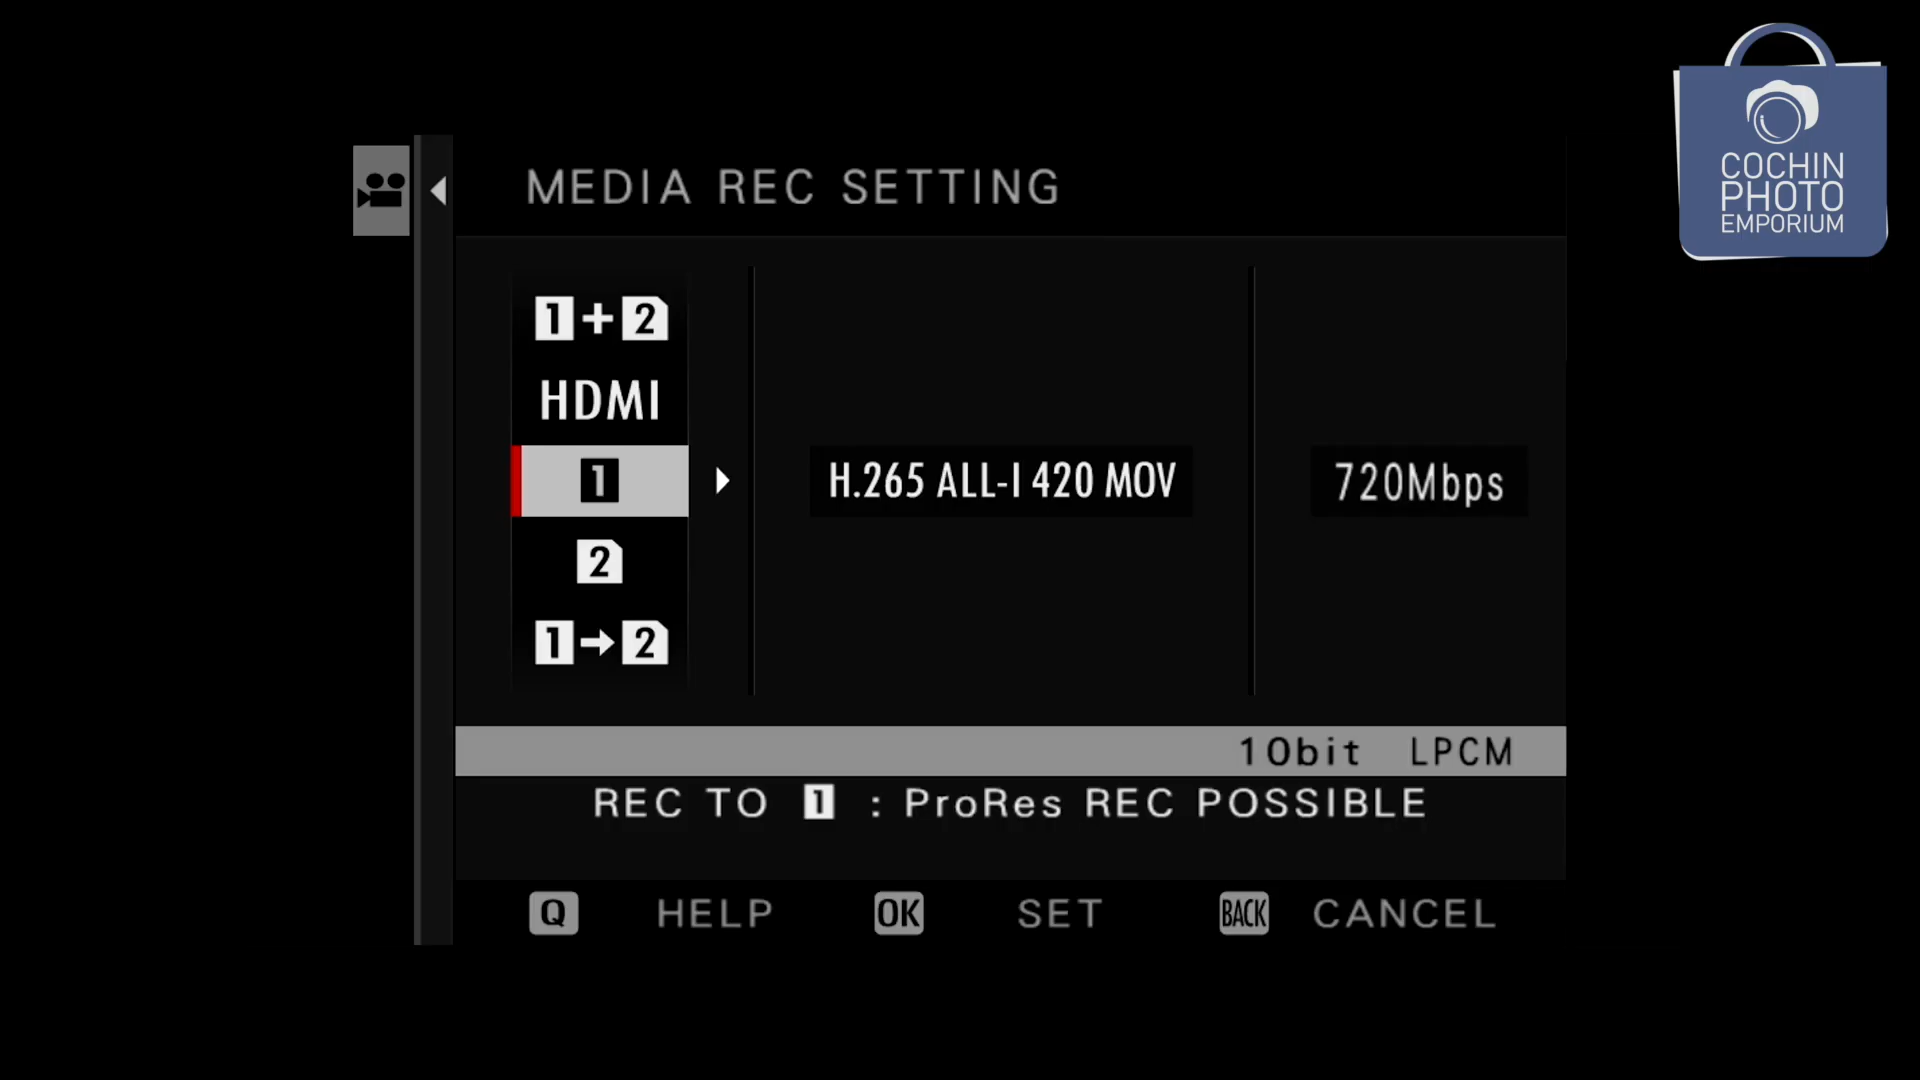 MEDIA REC SETTING
COCHIN
PHOTO
EMPORIUM
1+2
HDMI
1 H.265 ALL-I 420 MOV 720Mbps
2
1→2
10bit LPCM
REC TO 1 : ProRes REC POSSIBLE
Q HELP OK SET BACK CANCEL